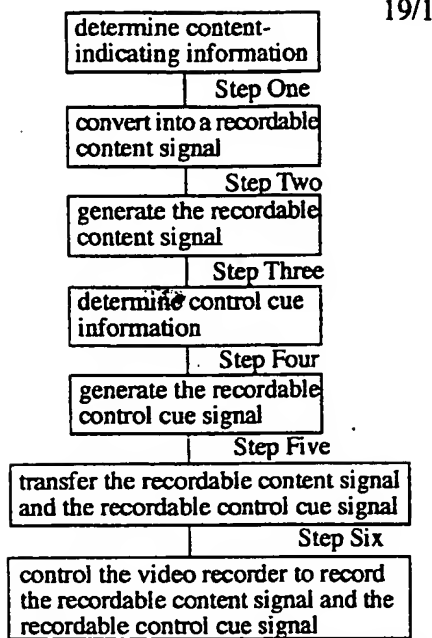 19/1
determine content-
indicating information
Step One
convert into a recordable
content signal
Step Two
generate the recordable
content signal
Step Three
determine control cue
information
Step Four
generate the recordable
control cue signal
Step Five
transfer the recordable content signal
and the recordable control cue signal
Step Six
control the video recorder to record
the recordable content signal and the
recordable control cue signal